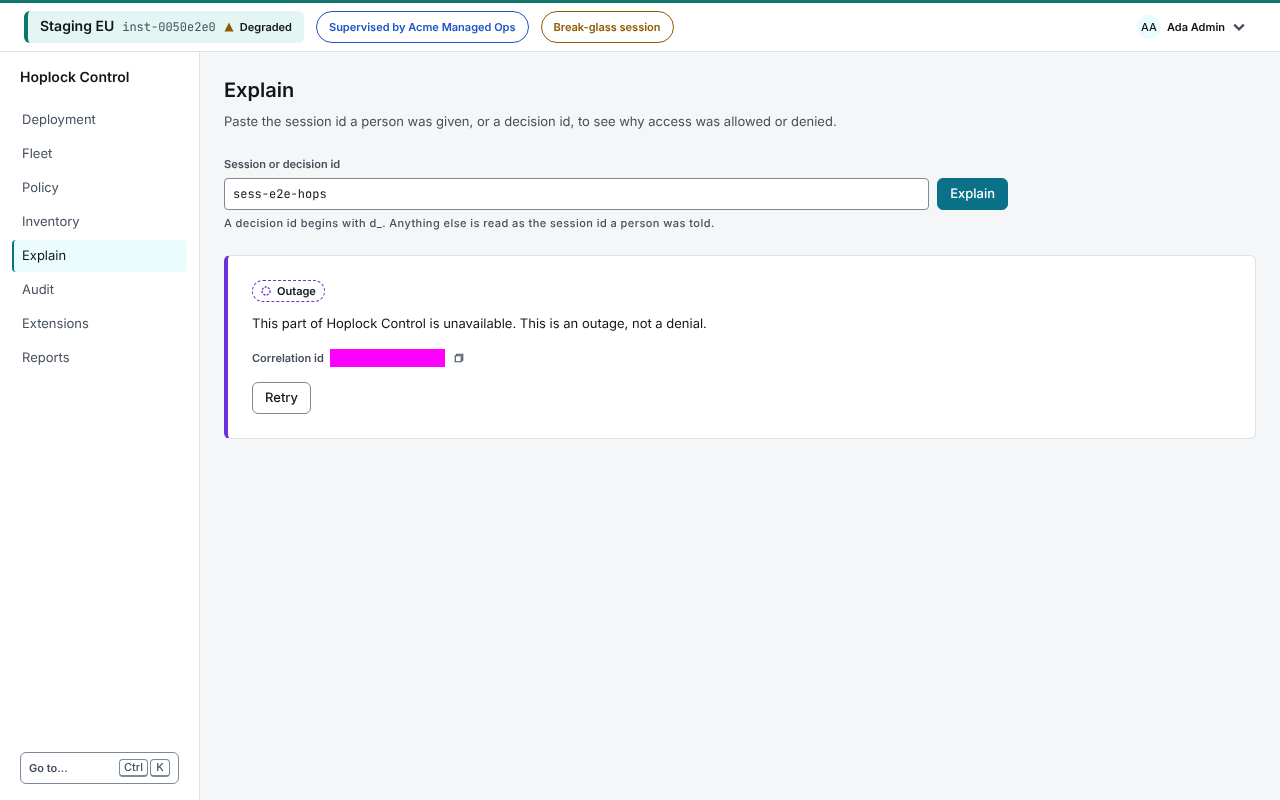 Staging EU inst-0050e2e0 Degraded
Supervised by Acme Managed Ops
Break-glass session
AA Ada Admin
Hoplock Control
Deployment
Fleet
Policy
Inventory
Explain
Audit
Extensions
Reports
Go to...
Ctrl K
Explain
Paste the session id a person was given, or a decision id, to see why access was allowed or denied.
Session or decision id
sess-e2e-hops
Explain
A decision id begins with d_. Anything else is read as the session id a person was told.
Outage
This part of Hoplock Control is unavailable. This is an outage, not a denial.
Correlation id
Retry